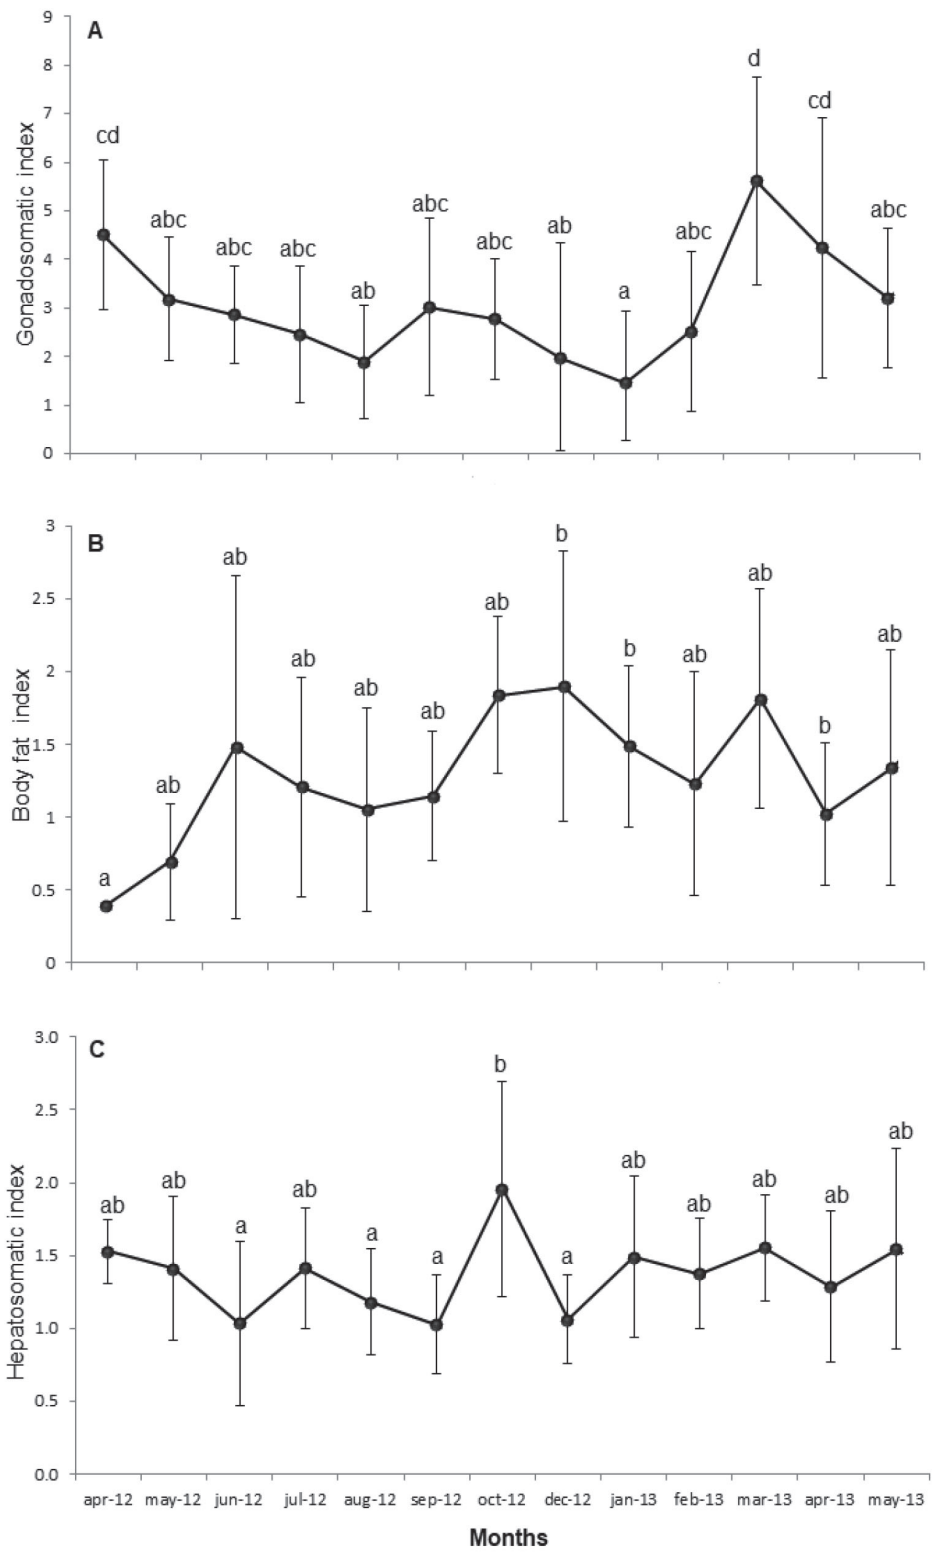 A
Gonadosomatic index
9
8
7
6
5
4
3
2
1
0
cd
abc
abc
abc
ab
abc
abc
ab
a
abc
d
cd
abc
B
Body fat index
3
2.5
2
1.5
1
0.5
0
a
ab
ab
ab
ab
ab
ab
b
b
ab
ab
b
ab
C
Hepatosomatic index
3.0
2.5
2.0
1.5
1.0
0.5
0.0
ab
ab
a
ab
a
a
b
a
ab
ab
ab
ab
ab
apr-12 may-12 jun-12 jul-12 aug-12 sep-12 oct-12 dec-12 jan-13 feb-13 mar-13 apr-13 may-13
Months